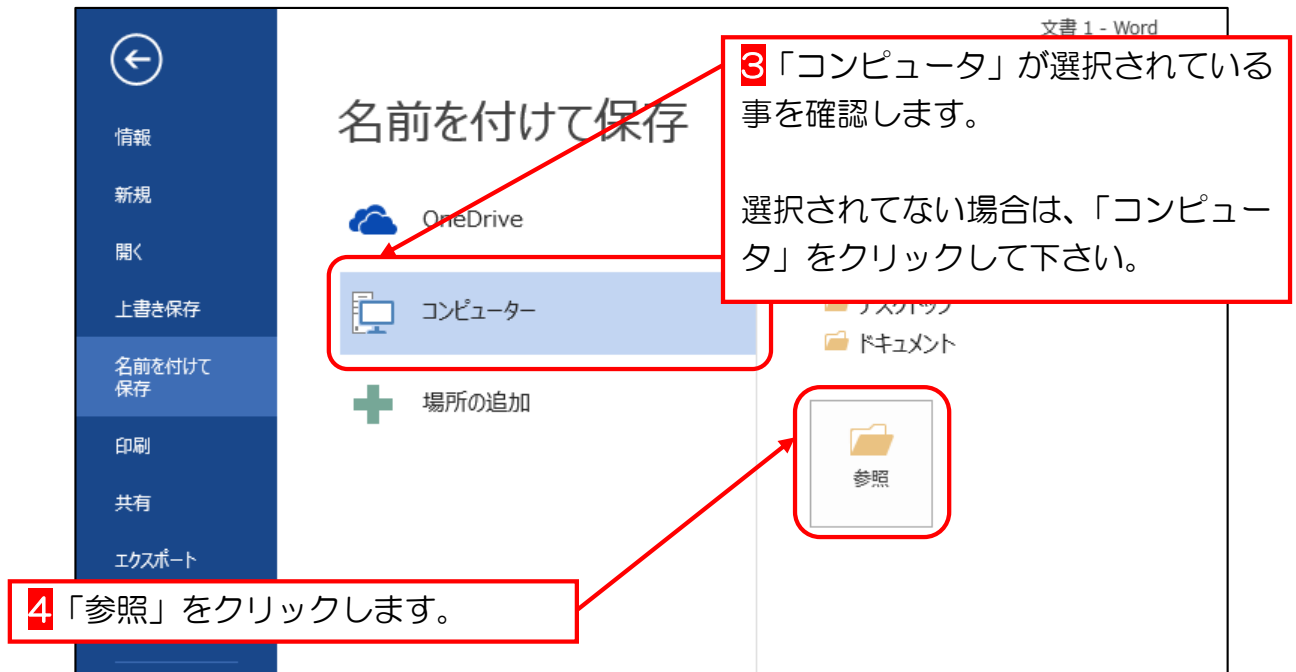 文書 1 - Word
3「コンピュータ」が選択されている
事を確認します。
選択されてない場合は、「コンピュー
タ」をクリックして下さい。
名前を付けて保存
情報
新規
開く
上書き保存
名前を付けて
保存
印刷
共有
エクスポート
OneDrive
コンピューター
場所の追加
デスクトップ
ドキュメント
参照
4「参照」をクリックします。